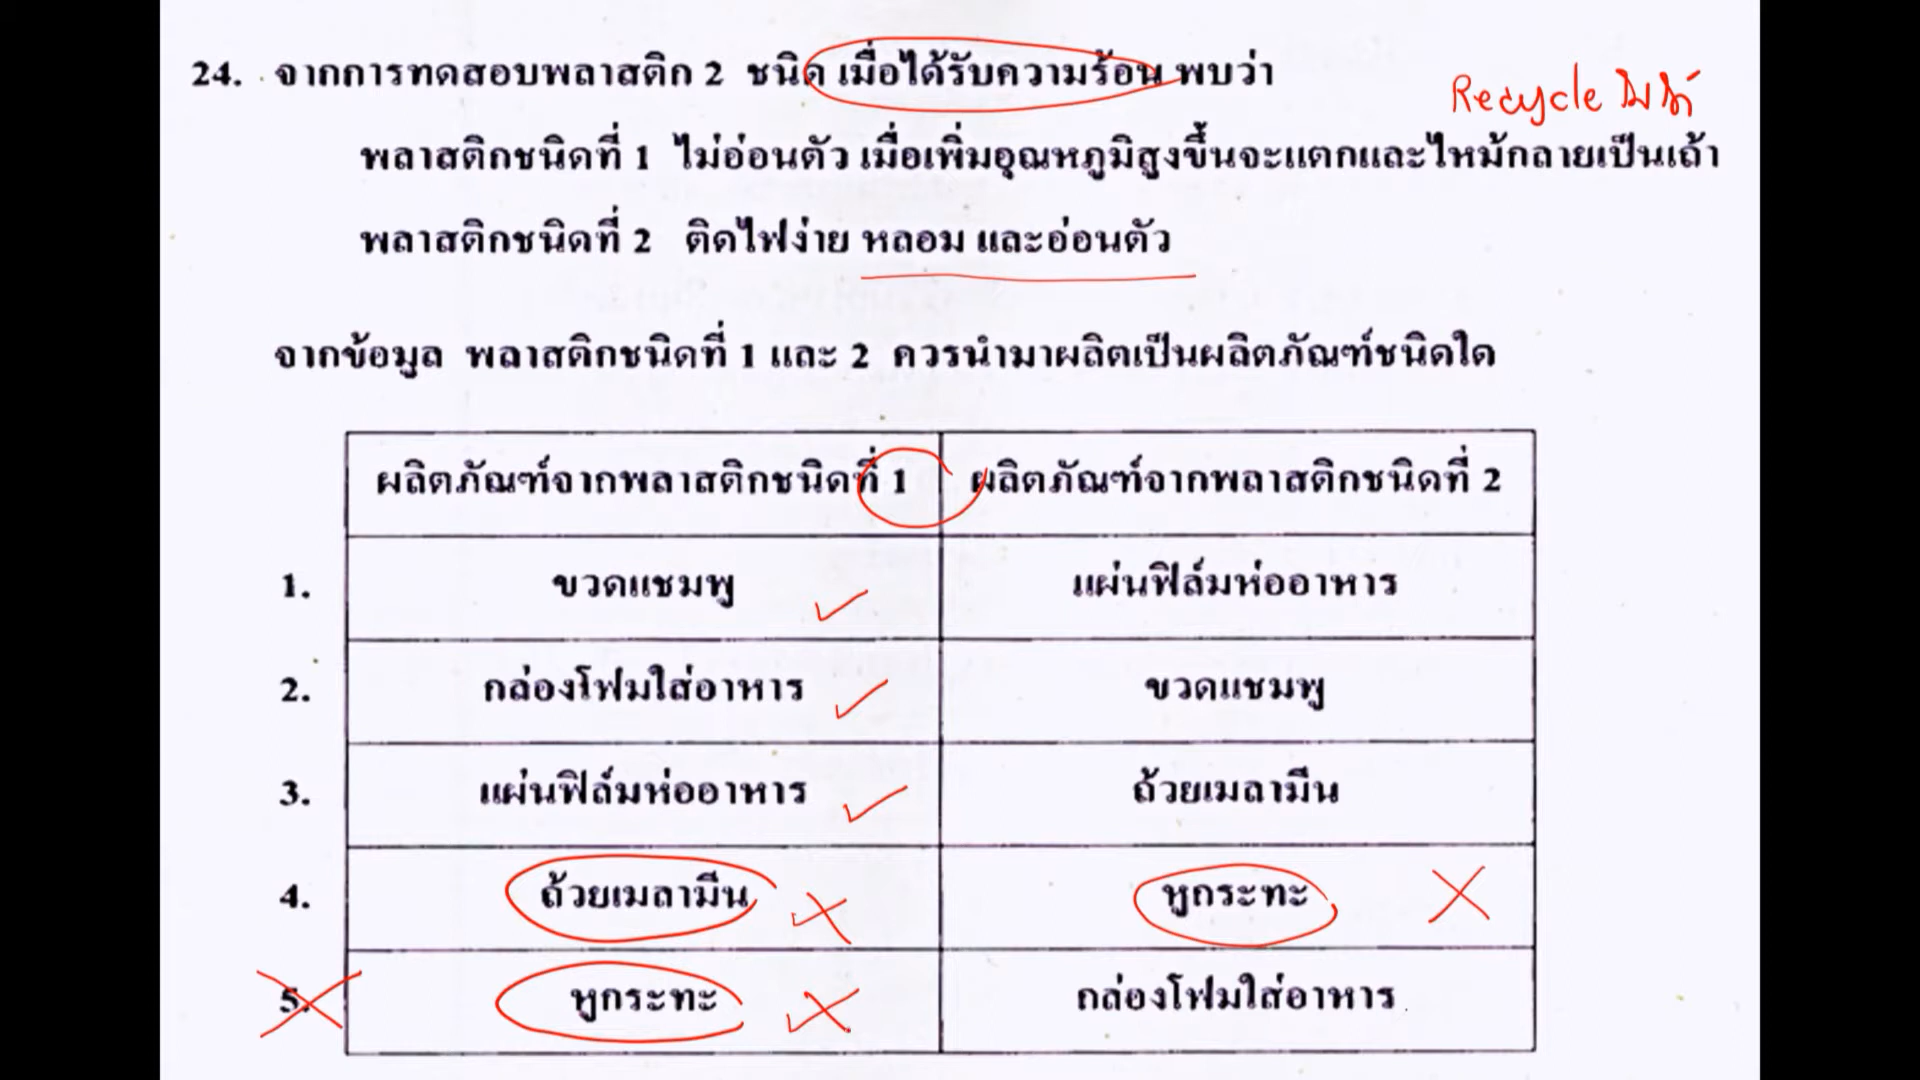 24. จากการทดสอบพลาสติก 2 ชนิด เมื่อได้รับความร้อน พบว่า
Recycle ไม่ได้
พลาสติกชนิดที่ 1 ไม่อ่อนตัว เมื่อเพิ่มอุณหภูมิสูงขึ้นจะแตกและไหม้กลายเป็นเถ้า
พลาสติกชนิดที่ 2 ติดไฟง่าย หลอม และอ่อนตัว
จากข้อมูล พลาสติกชนิดที่ 1 และ 2 ควรนำมาผลิตเป็นผลิตภัณฑ์ชนิดใด
ผลิตภัณฑ์จากพลาสติกชนิดที่ 1 ผลิตภัณฑ์จากพลาสติกชนิดที่ 2
1. ขวดแชมพู แผ่นฟิล์มห่ออาหาร
2. กล่องโฟมใส่อาหาร ขวดแชมพู
3. แผ่นฟิล์มห่ออาหาร ถ้วยเมลามีน
4. ถ้วยเมลามีน หูกระทะ
5. หูกระทะ กล่องโฟมใส่อาหาร